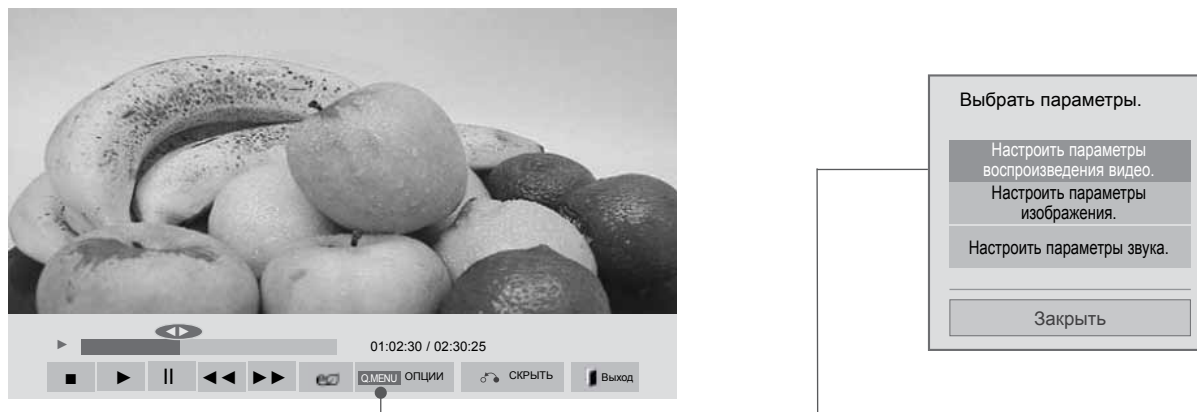 01:02:30 / 02:30:25
Q.MENU ОПЦИИ
СКРЫТЬ
Выход
Выбрать параметры.
Настроить параметры
воспроизведения видео.
Настроить параметры
изображения.
Настроить параметры звука.
Закрыть